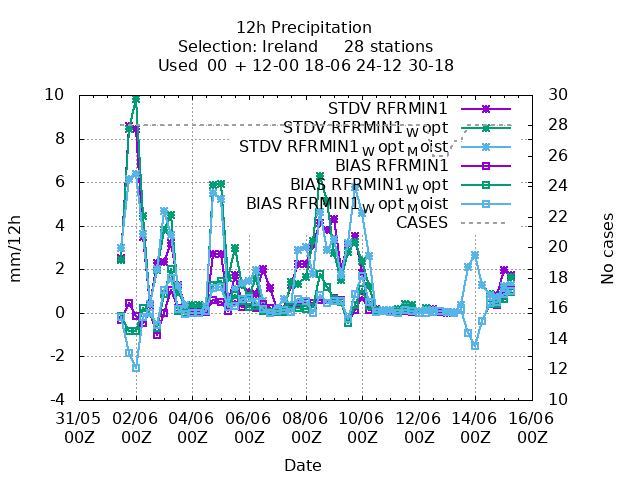 12h Precipitation
Selection: Ireland 28 stations
Used 00 + 12-00 18-06 24-12 30-18
STDV RFRMIN1
STDV RFRMIN1W opt
STDV RFRMIN1W optMoist
BIAS RFRMIN1
BIAS RFRMIN1W opt
BIAS RFRMIN1W optMoist
CASES
10
8
6
4
2
0
-2
-4
mm/12h
30
28
26
24
22
20
18
16
14
12
10
No cases
31/05 02/06 04/06 06/06 08/06 10/06 12/06 14/06 16/06
00Z 00Z 00Z 00Z 00Z 00Z 00Z 00Z 00Z
Date